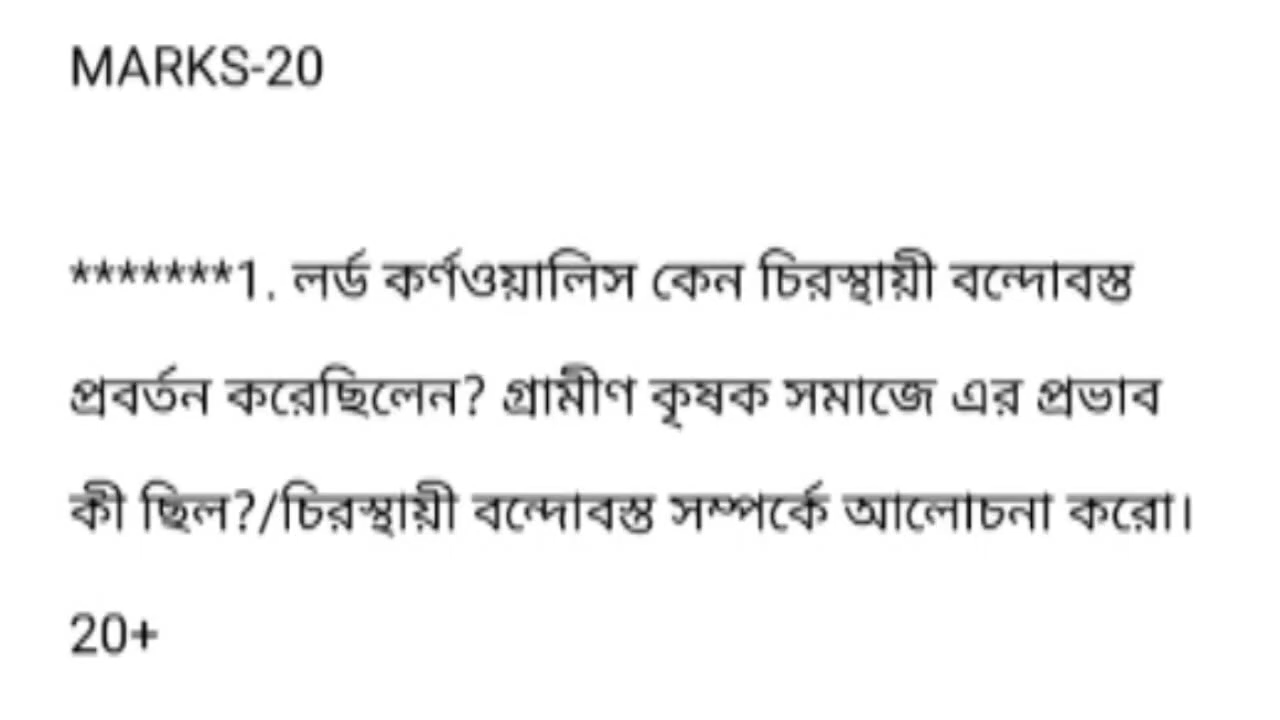 MARKS-20
*******1. লর্ড কর্ণওয়ালিস কেন চিরস্থায়ী বন্দোবস্ত
প্রবর্তন করেছিলেন? গ্রামীণ কৃষক সমাজে এর প্রভাব
কী ছিল?/চিরস্থায়ী বন্দোবস্ত সম্পর্কে আলোচনা করো।
20+